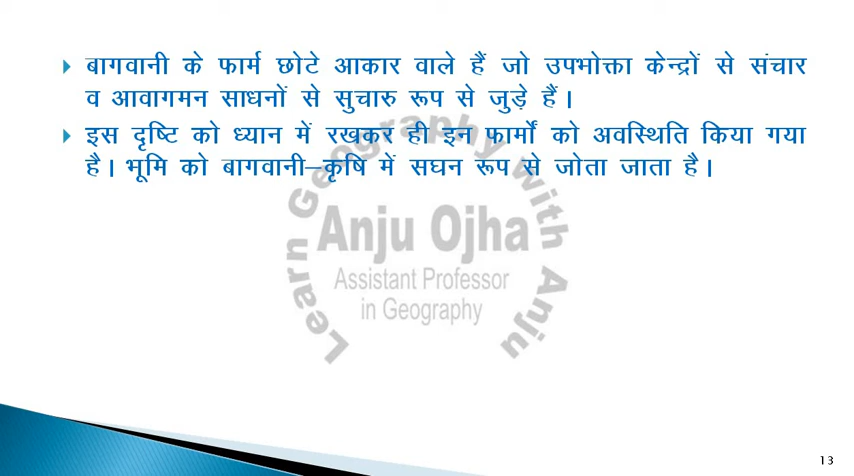 बागवानी के फार्म छोटे आकार वाले हैं जो उपभोक्ता केन्द्रों से संचार
व आवागमन साधनों से सुचारु रूप से जुड़े हैं।
इस दृष्टि को ध्यान में रखकर ही इन फार्मों को अवस्थिति किया गया
है। भूमि को बागवानी–कृषि में सघन रूप से जोता जाता है।
Learn Geography with Anju
Anju Ojha
Assistant Professor
in Geography
13